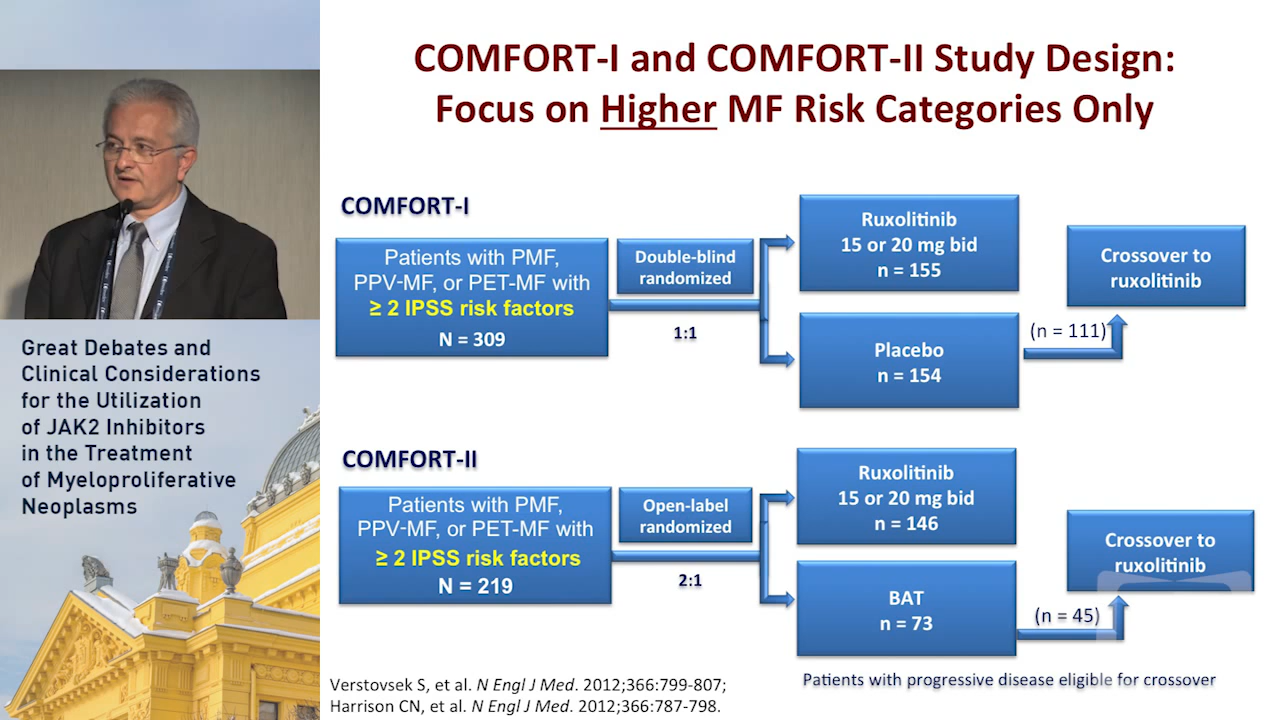 COMFORT-I and COMFORT-II Study Design:
Focus on Higher MF Risk Categories Only
COMFORT-I
Patients with PMF,
PPV-MF, or PET-MF with
≥ 2 IPSS risk factors
N = 309
Double-blind
randomized
1:1
Ruxolitinib
15 or 20 mg bid
n = 155
Placebo
n = 154
(n = 111)
Crossover to
ruxolitinib
COMFORT-II
Patients with PMF,
PPV-MF, or PET-MF with
≥ 2 IPSS risk factors
N = 219
Open-label
randomized
2:1
Ruxolitinib
15 or 20 mg bid
n = 146
BAT
n = 73
(n = 45)
Crossover to
ruxolitinib
Patients with progressive disease eligible for crossover
Verstovsek S, et al. N Engl J Med. 2012;366:799-807;
Harrison CN, et al. N Engl J Med. 2012;366:787-798.
Great Debates and
Clinical Considerations
for the Utilization
of JAK2 Inhibitors
in the Treatment
of Myeloproliferative
Neoplasms